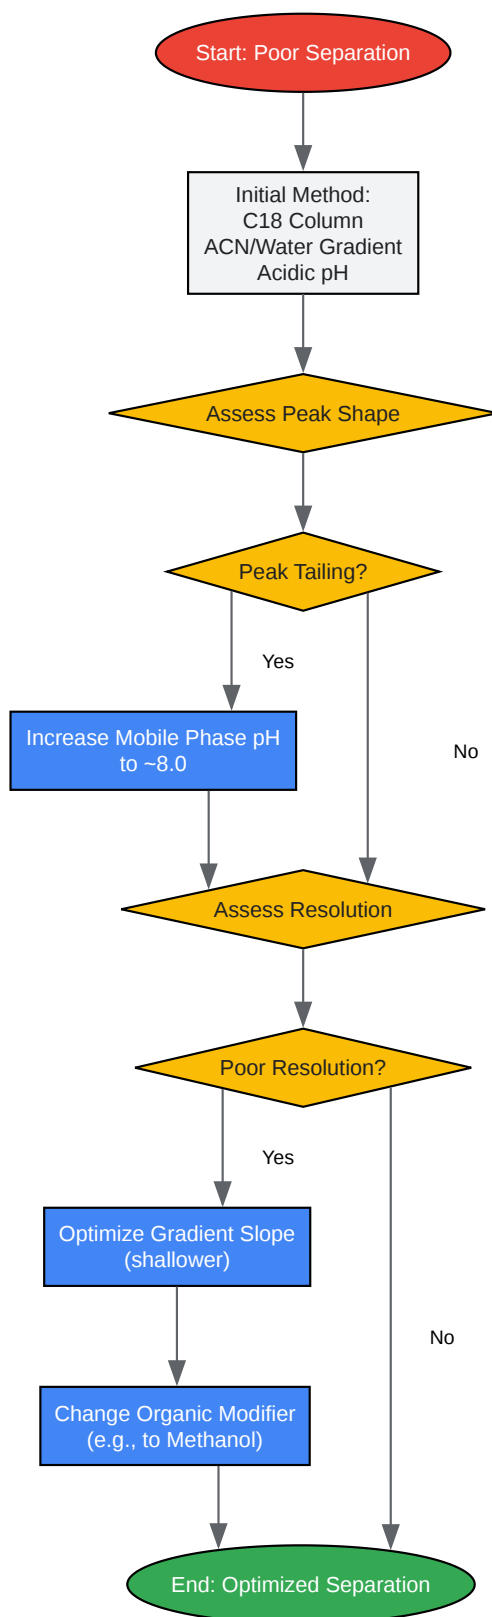 Start: Poor Separation
Initial Method:
C18 Column
ACN/Water Gradient
Acidic pH
Assess Peak Shape
Peak Tailing?
Yes
Increase Mobile Phase pH
to ~8.0
No
Assess Resolution
Poor Resolution?
Yes
Optimize Gradient Slope
(shallower)
No
Change Organic Modifier
(e.g., to Methanol)
End: Optimized Separation